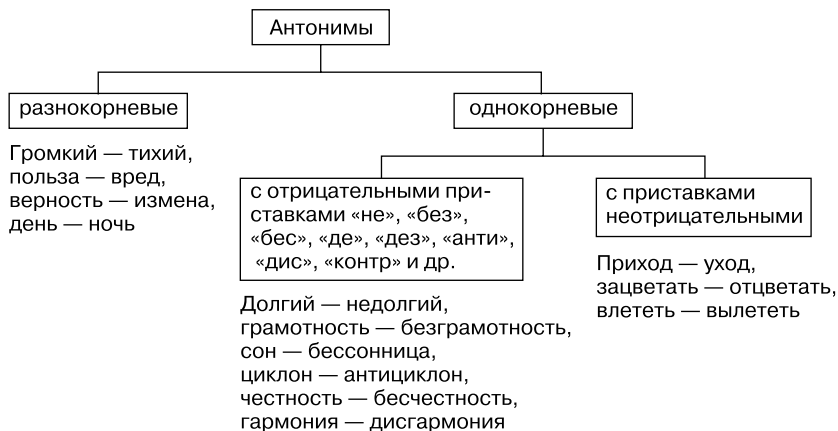 Антонимы
разнокорневые
однокорневые
Громкий — тихий,
польза — вред,
верность — измена,
день — ночь
с отрицательными при-
ставками «не», «без»,
«бес», «де», «дез», «анти»,
«дис», «контр» и др.
с приставками
неотрицательными
Долгий — недолгий,
грамотность — безграмотность,
сон — бессонница,
циклон — антициклон,
честность — бесчестность,
гармония — дисгармония
Приход — уход,
зацветать — отцветать,
влететь — вылететь